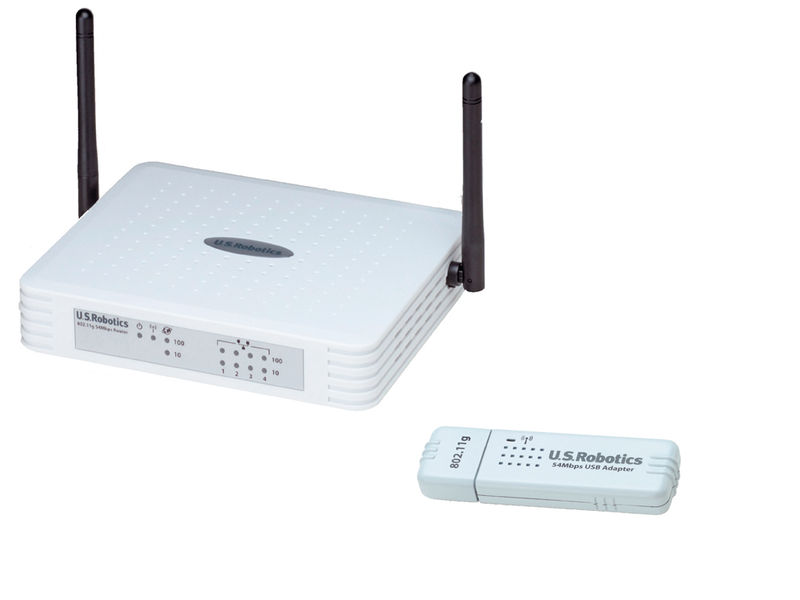 U.S.Robotics
U.S.Robotics
802.11g 54Mbps Router
100
10
100
10
1 2 3 4
802.11g
U.S.Robotics
54Mbps USB Adapter